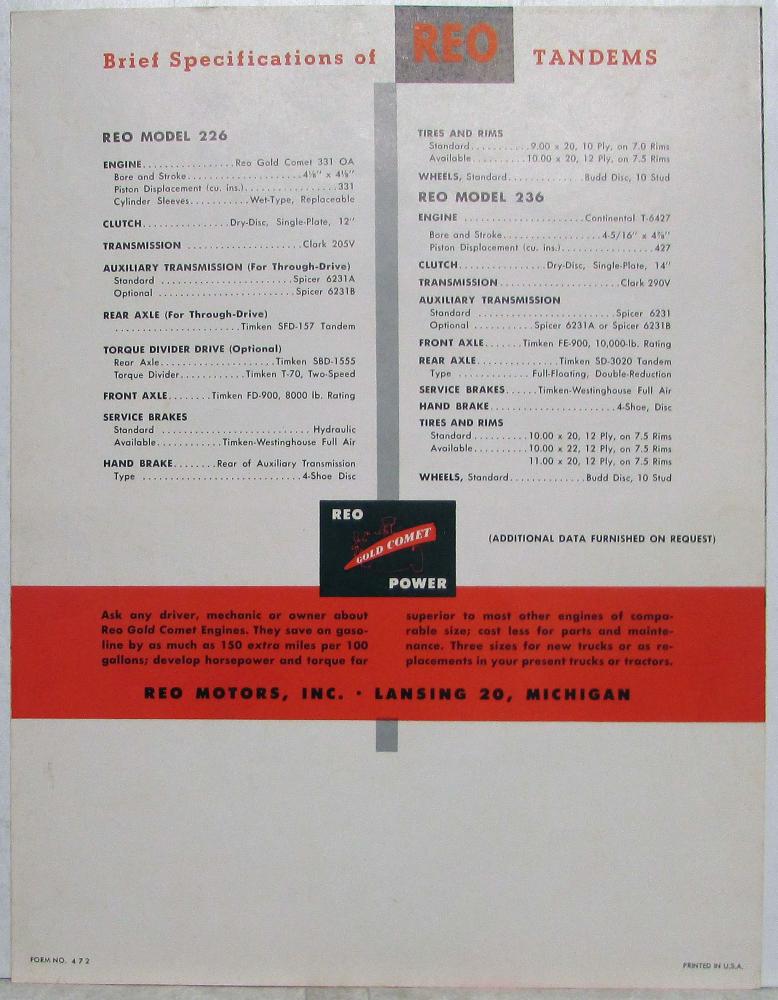 Brief Specifications of REO TANDEMS
REO MODEL 226
ENGINE................Reo Gold Comet 331 OA
Bore and Stroke....................4⅛" x 4⅛"
Piston Displacement (cu. ins.)................331
Cylinder Sleeves..........Wet-Type, Replaceable
CLUTCH...............Dry-Disc, Single-Plate, 12"
TRANSMISSION ....................Clark 205V
AUXILIARY TRANSMISSION (For Through-Drive)
Standard .......................Spicer 6231A
Optional ........................Spicer 6231B
REAR AXLE (For Through-Drive)
......................Timken SFD-157 Tandem
TORQUE DIVIDER DRIVE (Optional)
Rear Axle....................Timken SBD-1555
Torque Divider...........Timken T-70, Two-Speed
FRONT AXLE........Timken FD-900, 8000 lb. Rating
SERVICE BRAKES
Standard ..........................Hydraulic
Available...........Timken-Westinghouse Full Air
HAND BRAKE........Rear of Auxiliary Transmission
Type ............................4-Shoe Disc
TIRES AND RIMS
Standard...........9.00 x 20, 10 Ply, on 7.0 Rims
Available..........10.00 x 20, 12 Ply, on 7.5 Rims
WHEELS, Standard..............Budd Disc, 10 Stud
REO MODEL 236
ENGINE .....................Continental T-6427
Bore and Stroke.................4-5/16" x 4⅞"
Piston Displacement (cu. ins.)................427
CLUTCH...............Dry-Disc, Single-Plate, 14"
TRANSMISSION..........................Clark 290V
AUXILIARY TRANSMISSION
Standard .........................Spicer 6231
Optional ..........Spicer 6231A or Spicer 6231B
FRONT AXLE......Timken FE-900, 10,000-lb. Rating
REAR AXLE..............Timken SD-3020 Tandem
Type .............Full-Floating, Double-Reduction
SERVICE BRAKES......Timken-Westinghouse Full Air
HAND BRAKE......................4-Shoe, Disc
TIRES AND RIMS
Standard.........10.00 x 20, 12 Ply, on 7.5 Rims
Available.........10.00 x 22, 12 Ply, on 7.5 Rims
11.00 x 20, 12 Ply, on 7.5 Rims
WHEELS, Standard.............Budd Disc, 10 Stud
REO
GOLD COMET
POWER
(ADDITIONAL DATA FURNISHED ON REQUEST)
Ask any driver, mechanic or owner about
Reo Gold Comet Engines. They save on gaso-
line by as much as 150 extra miles per 100
gallons; develop horsepower and torque far
superior to most other engines of compa-
rable size; cost less for parts and mainte-
nance. Three sizes for new trucks or as re-
placements in your present trucks or tractors.
REO MOTORS, INC. · LANSING 20, MICHIGAN
FORM NO. 472
PRINTED IN U.S.A.